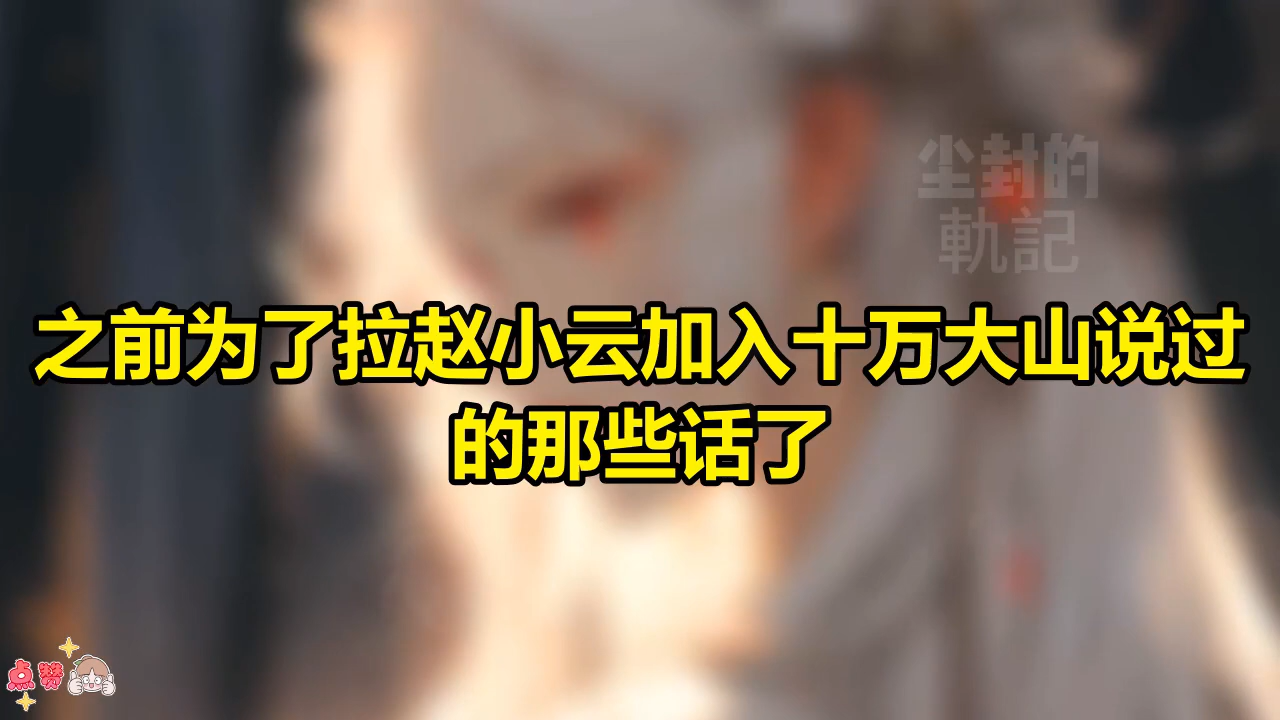 尘封的
軌記
之前为了拉赵小云加入十万大山说过
的那些话了
点赞